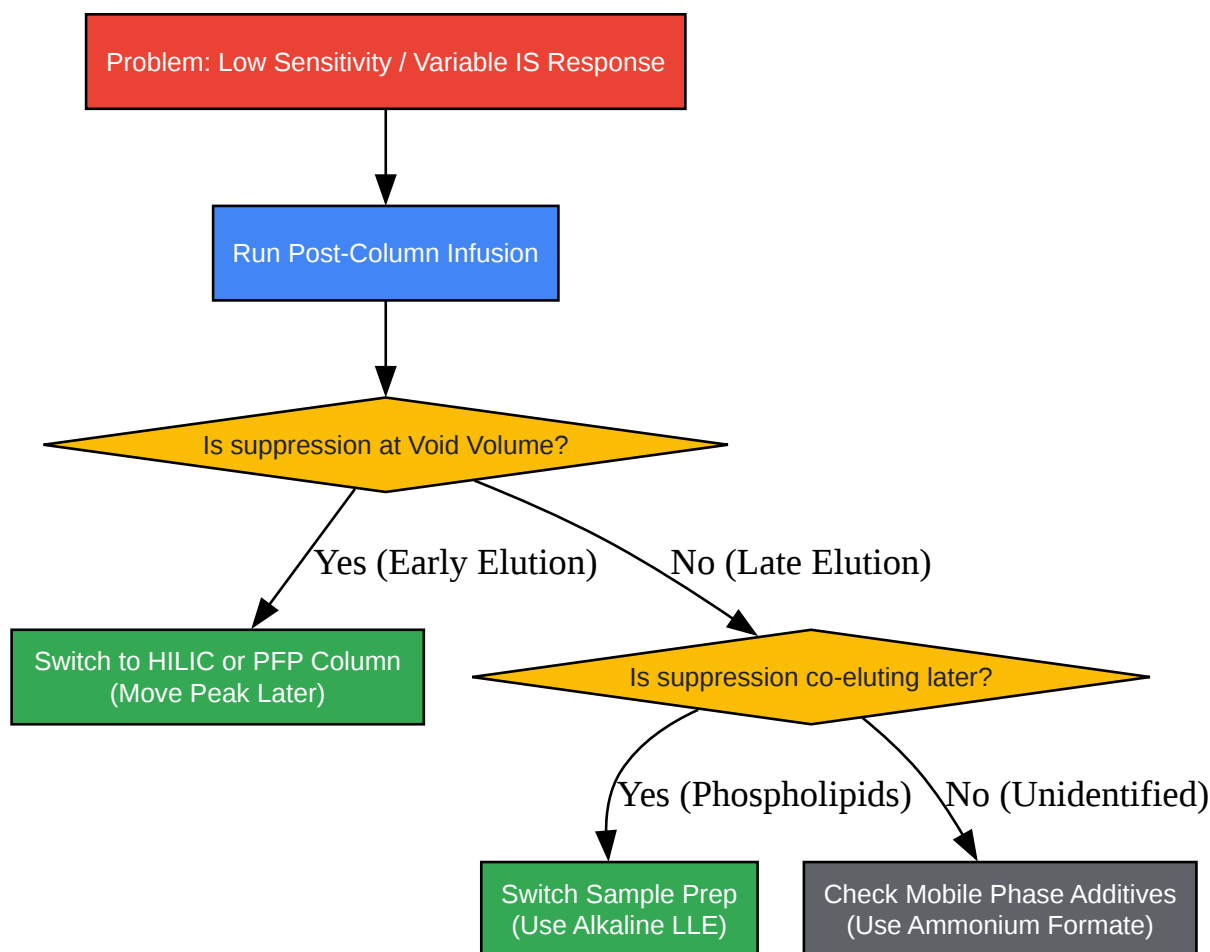 Problem: Low Sensitivity / Variable IS Response
Run Post-Column Infusion
Is suppression at Void Volume?
Yes (Early Elution)
No (Late Elution)
Switch to HILIC or PFP Column
(Move Peak Later)
Is suppression co-eluting later?
Yes (Phospholipids)
No (Unidentified)
Switch Sample Prep
(Use Alkaline LLE)
Check Mobile Phase Additives
(Use Ammonium Formate)